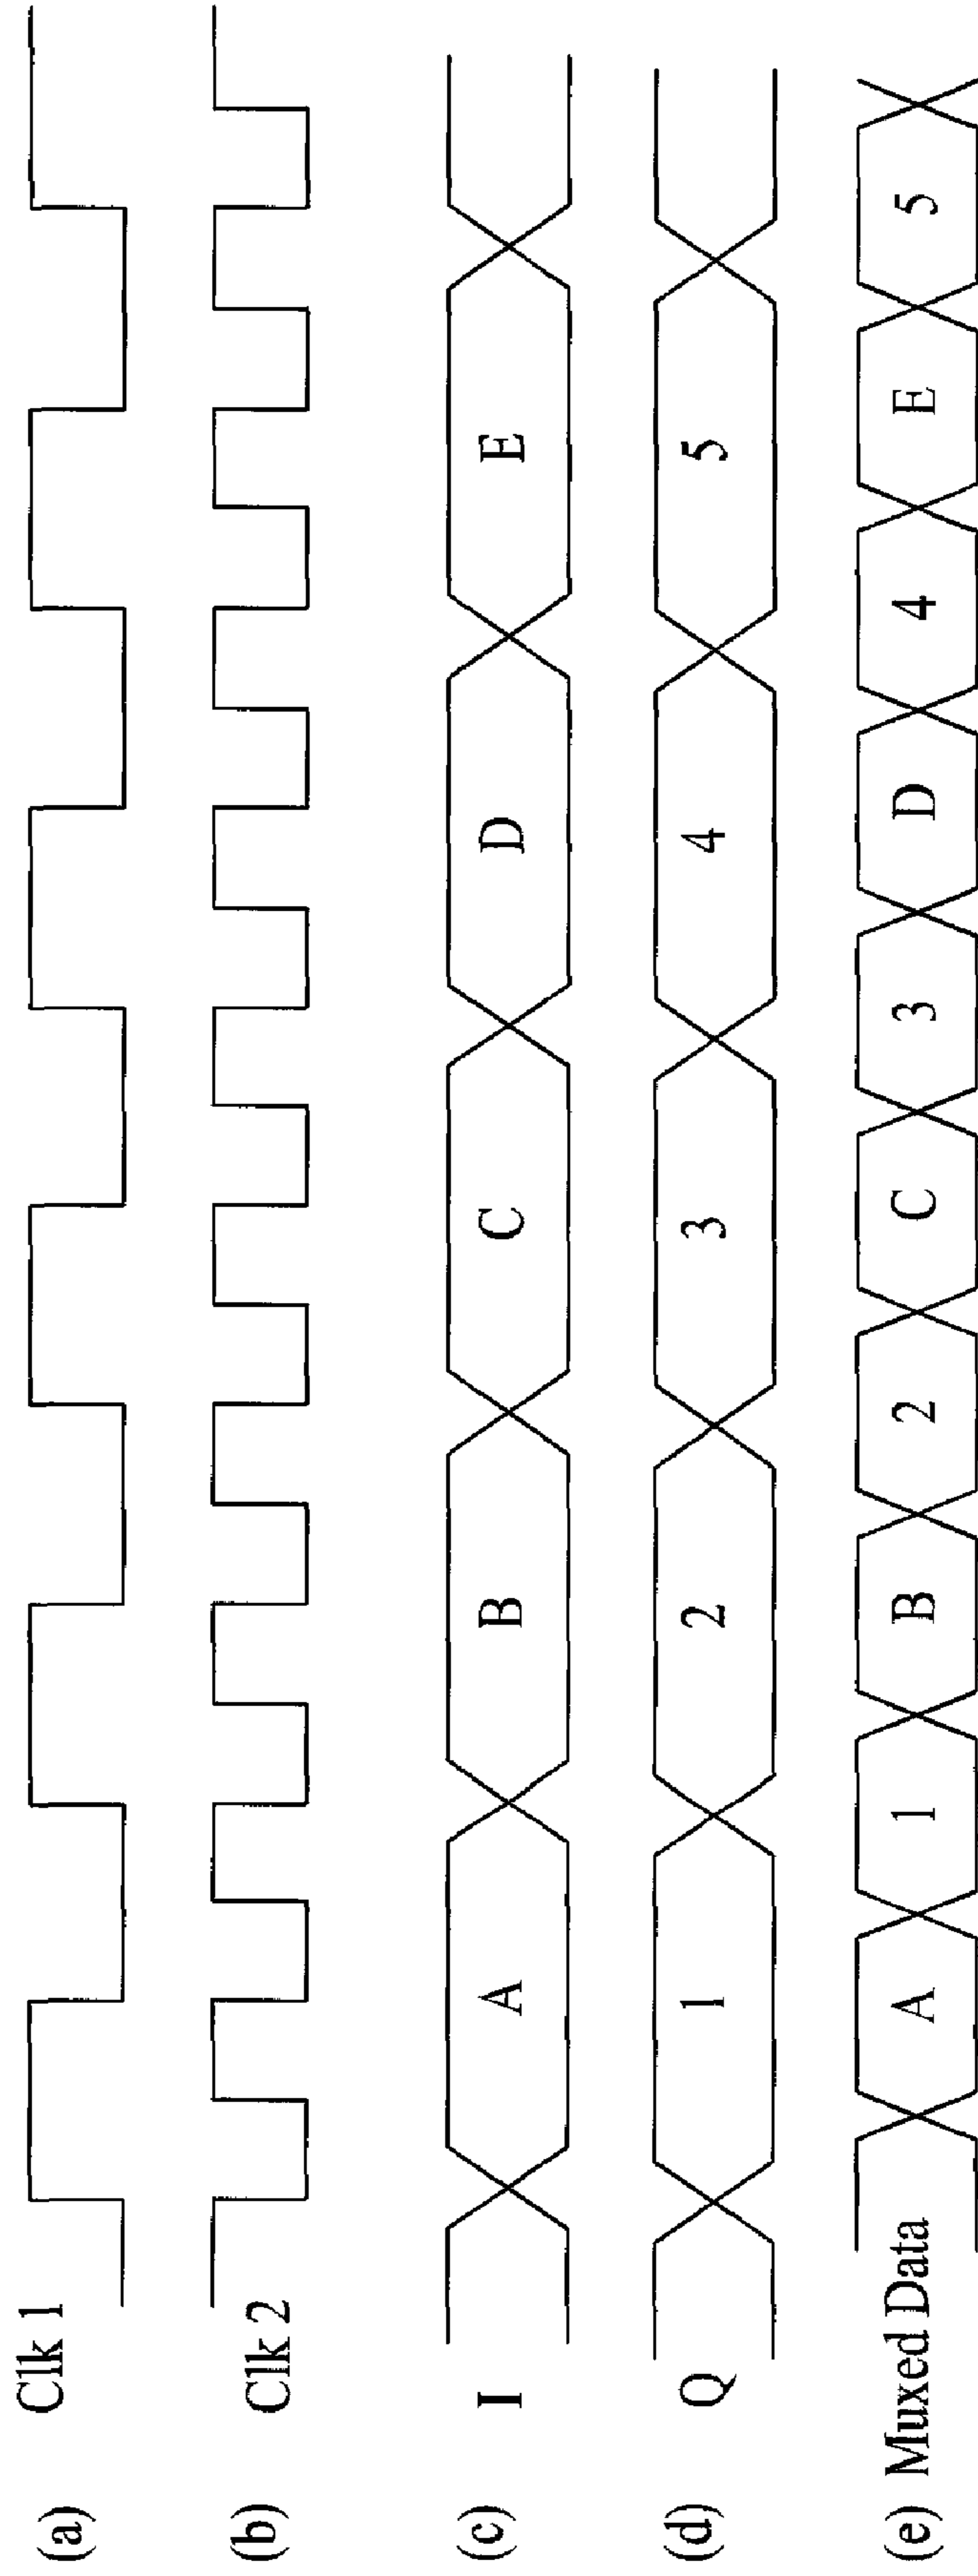 (a) Clk 1
(b) Clk 2
(c) I A B C D E
(d) Q 1 2 3 4 5
(e) Muxed Data A 1 B 2 C 3 D 4 E 5